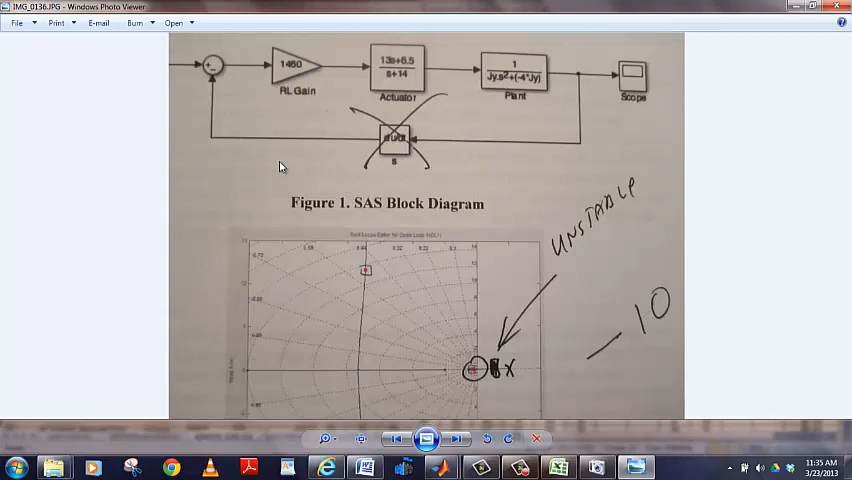 IMG_0136.JPG - Windows Photo Viewer
File Print E-mail Burn Open
1460
13s+6.5
s+14
1
Jy.s²+(-4*Jy)
RL Gain
Actuator
Plant
Scope
du/dt
s
Figure 1. SAS Block Diagram
UNSTABLE
-10
X
11:35 AM
3/23/2013